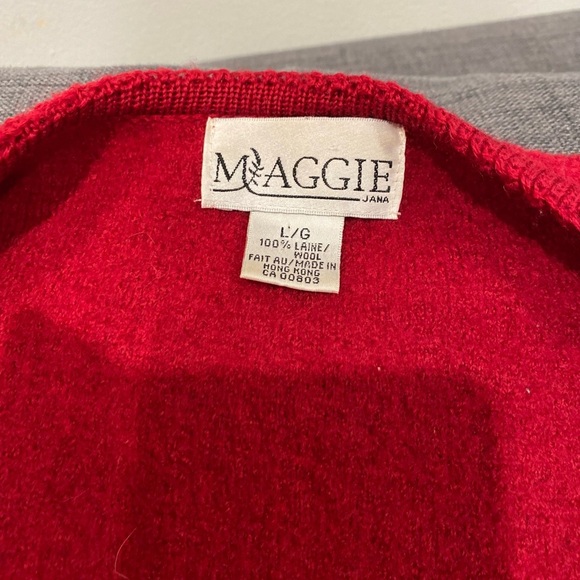 MAGGIE
JANA
L/G
100% LAINE/
WOOL
FAIT AU/MADE IN
HONG KONG
CA 00803